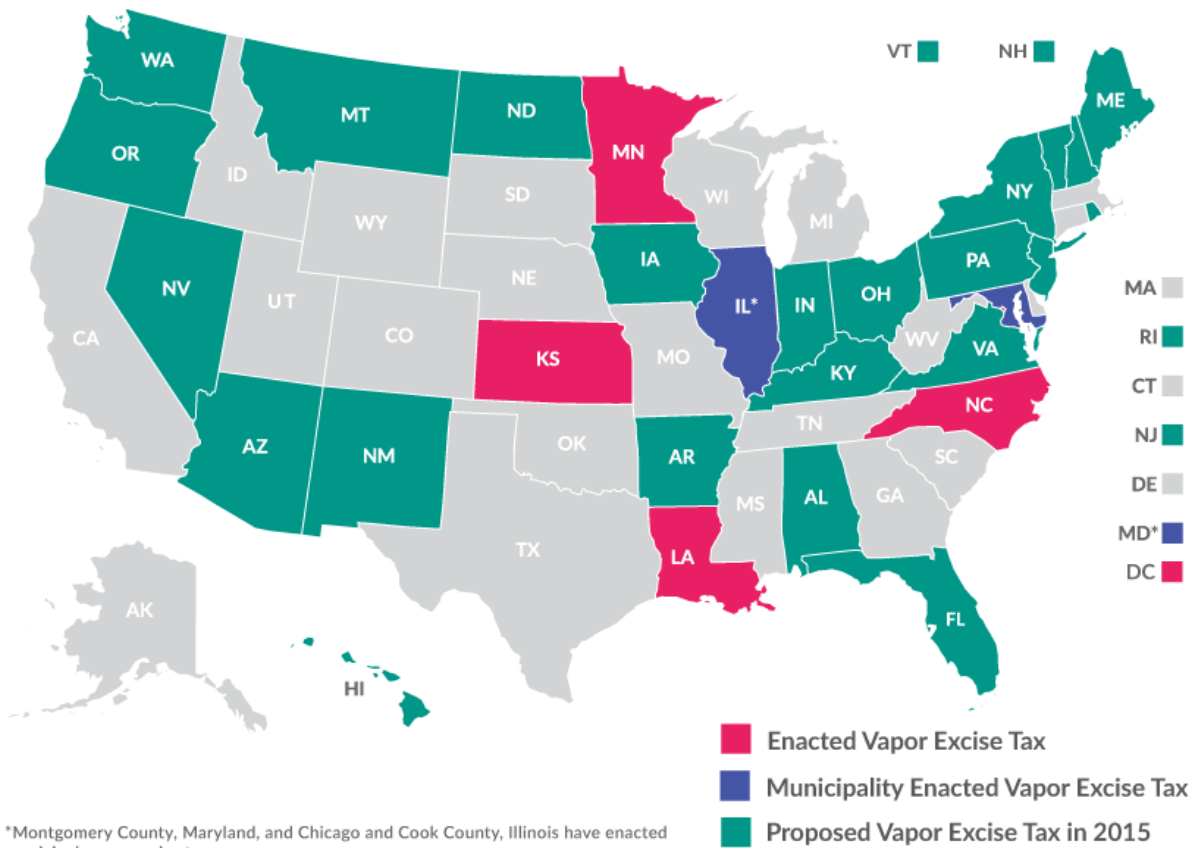 VT
NH
WA
MT
ND
MN
ME
OR
ID
SD
WI
NY
WY
MI
IA
PA
NV
NE
UT
IL*
IN
OH
MA
CA
CO
WV
RI
KS
MO
KY
VA
CT
NC
AZ
NM
OK
TN
NJ
AR
SC
DE
MS
AL
GA
MD*
TX
LA
DC
AK
FL
HI
Enacted Vapor Excise Tax
Municipality Enacted Vapor Excise Tax
Proposed Vapor Excise Tax in 2015
*Montgomery County, Maryland, and Chicago and Cook County, Illinois have enacted